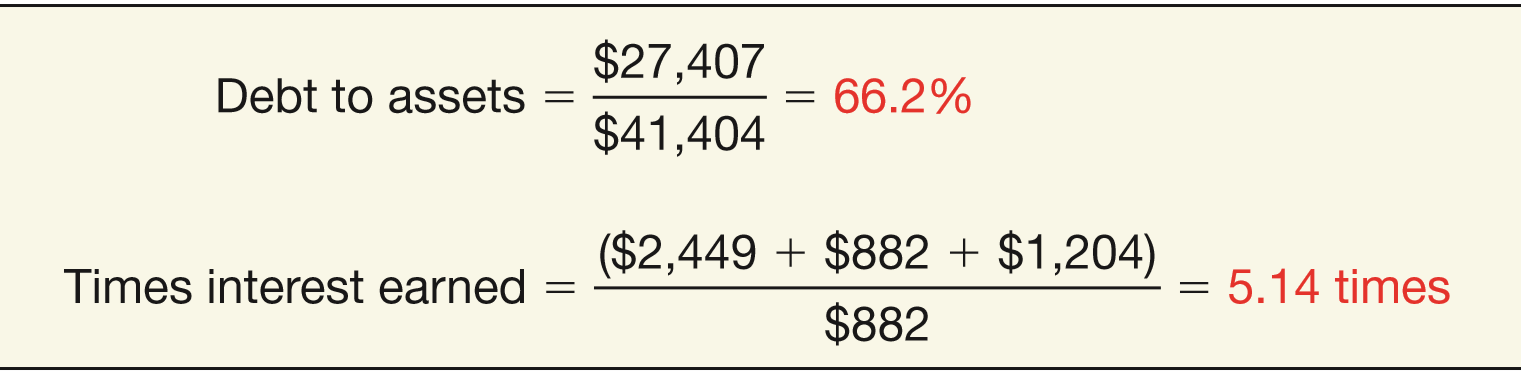 Debt to assets = $27,407 / $41,404 = 66.2%
Times interest earned = ($2,449 + $882 + $1,204) / $882 = 5.14 times